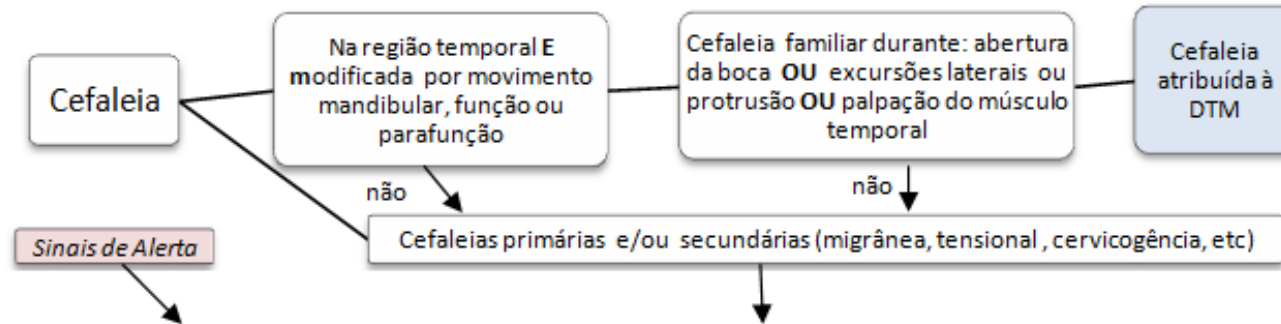 Cefaleia
Na região temporal E
modificada por movimento
mandibular, função ou
parafunção
Cefaleia familiar durante: abertura
da boca OU excursões laterais ou
protrusão OU palpação do músculo
temporal
Cefaleia
atribuída à
DTM
não
não
Cefaleias primárias e/ou secundárias (migrânea, tensional , cervicogência, etc)
Sinais de Alerta